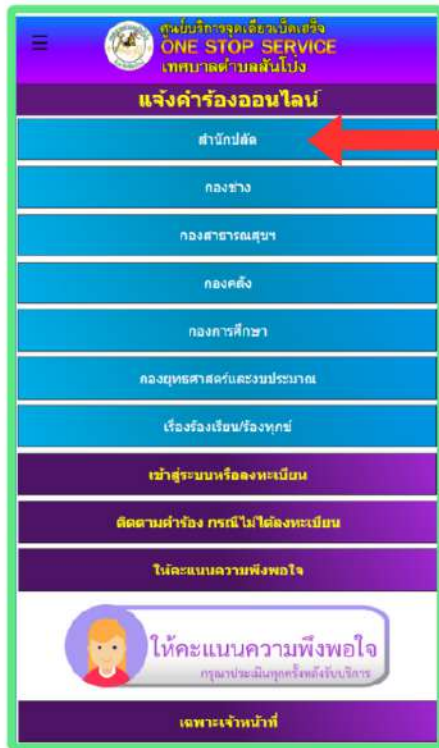 ศูนย์บริการจุดเดียวเบ็ดเสร็จ
ONE STOP SERVICE
เทศบาลตำบลสันโป่ง
แจ้งคำร้องออนไลน์
สำนักปลัด
กองช่าง
กองสาธารณสุขฯ
กองคลัง
กองการศึกษา
กองยุทธศาสตร์และงบประมาณ
เรื่องร้องเรียน/ร้องทุกข์
เข้าสู่ระบบหรือลงทะเบียน
ติดตามคำร้อง กรณีไม่ได้ลงทะเบียน
ให้คะแนนความพึงพอใจ
ให้คะแนนความพึงพอใจ
กรุณาประเมินทุกครั้งหลังรับบริการ
เฉพาะเจ้าหน้าที่